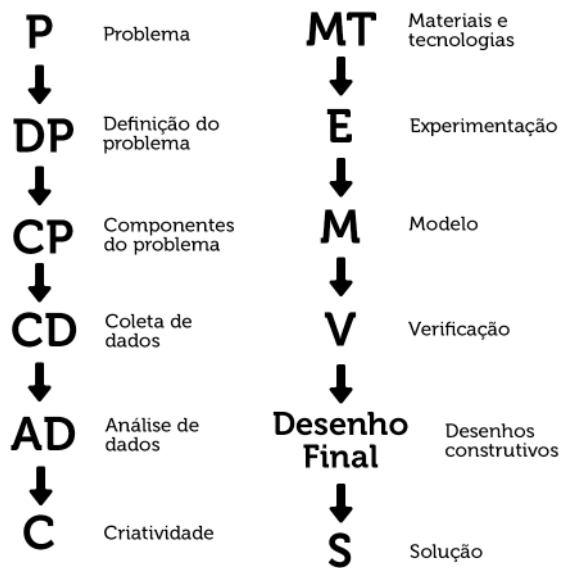 P
Problema
DP
Definição do
problema
CP
Componentes
do problema
CD
Coleta de
dados
AD
Análise de
dados
C
Criatividade
MT
Materiais e
tecnologias
E
Experimentação
M
Modelo
V
Verificação
Desenho
Final
Desenhos
construtivos
S
Solução